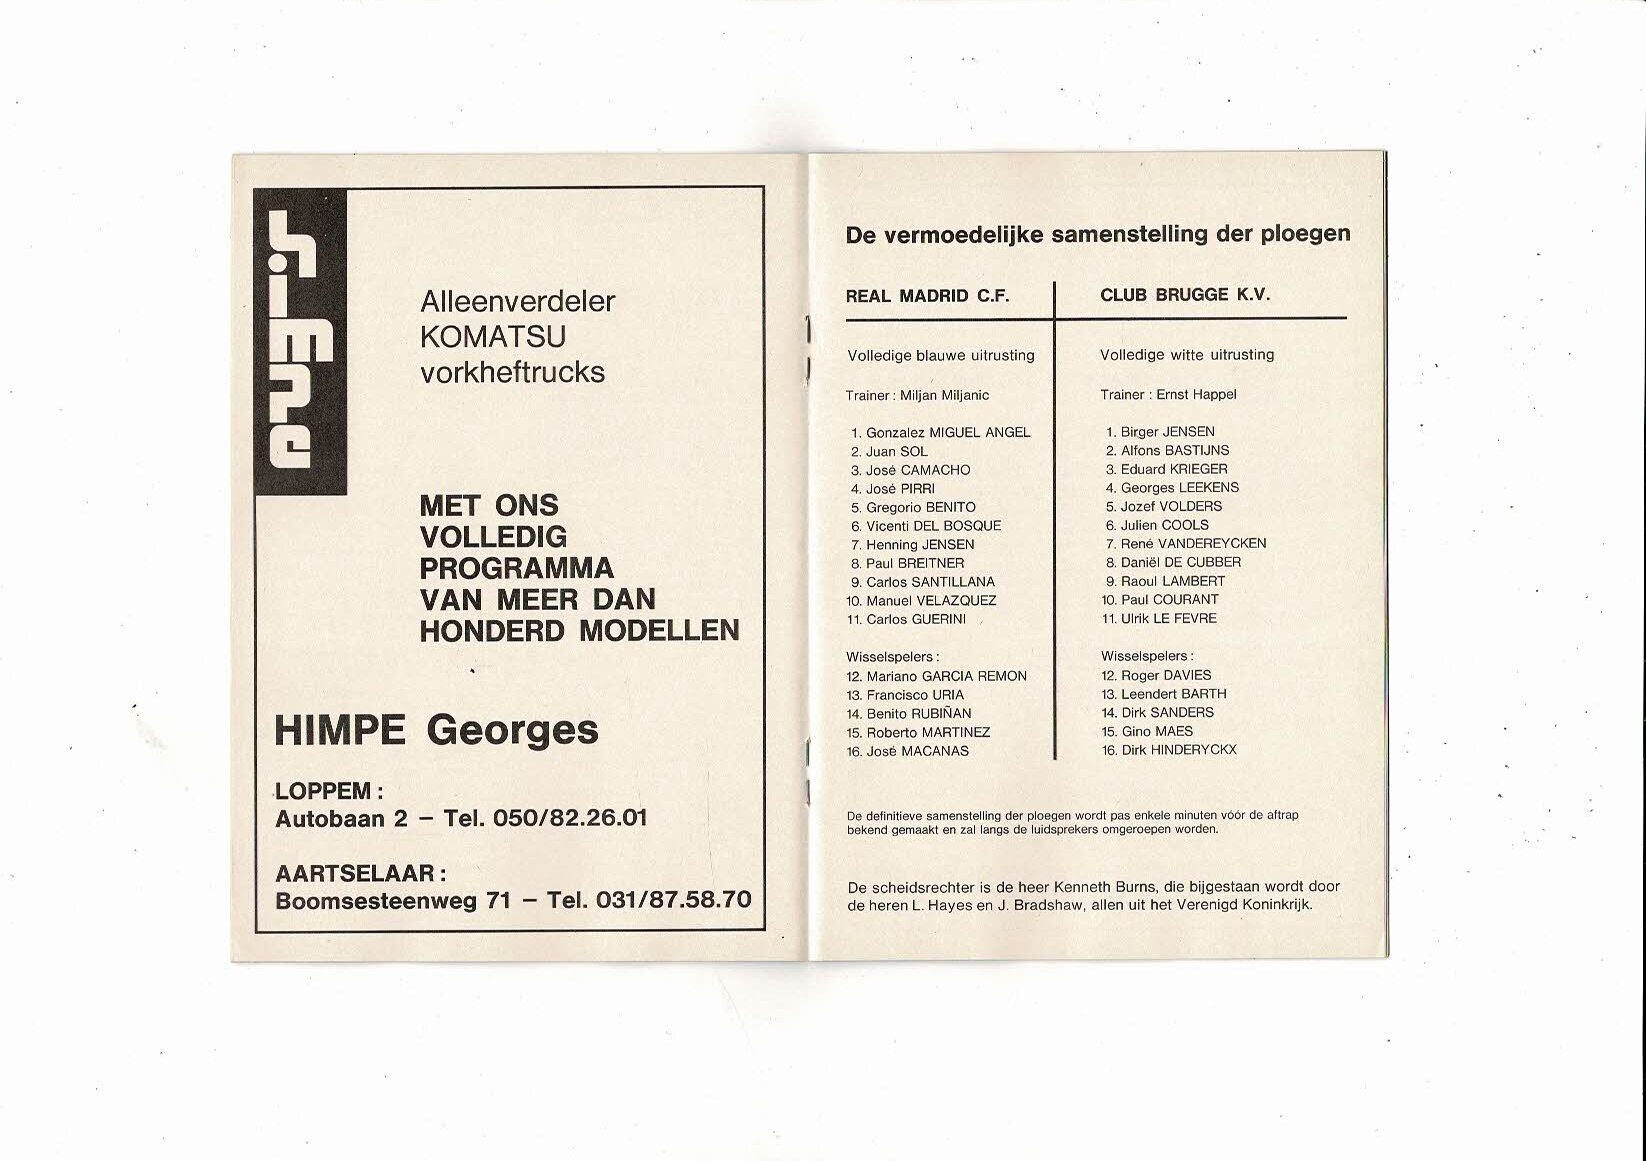 himpe
Alleenverdeler
KOMATSU
vorkheftrucks
MET ONS
VOLLEDIG
PROGRAMMA
VAN MEER DAN
HONDERD MODELLEN
HIMPE Georges
LOPPEM :
Autobaan 2 – Tel. 050/82.26.01
AARTSELAAR :
Boomsesteenweg 71 – Tel. 031/87.58.70
De vermoedelijke samenstelling der ploegen
REAL MADRID C.F.
Volledige blauwe uitrusting
Trainer : Miljan Miljanic
1. Gonzalez MIGUEL ANGEL
2. Juan SOL
3. José CAMACHO
4. José PIRRI
5. Gregorio BENITO
6. Vicenti DEL BOSQUE
7. Henning JENSEN
8. Paul BREITNER
9. Carlos SANTILLANA
10. Manuel VELAZQUEZ
11. Carlos GUERINI
Wisselspelers :
12. Mariano GARCIA REMON
13. Francisco URIA
14. Benito RUBIÑAN
15. Roberto MARTINEZ
16. José MACANAS
CLUB BRUGGE K.V.
Volledige witte uitrusting
Trainer : Ernst Happel
1. Birger JENSEN
2. Alfons BASTIJNS
3. Eduard KRIEGER
4. Georges LEEKENS
5. Jozef VOLDERS
6. Julien COOLS
7. René VANDEREYCKEN
8. Daniël DE CUBBER
9. Raoul LAMBERT
10. Paul COURANT
11. Ulrik LE FEVRE
Wisselspelers :
12. Roger DAVIES
13. Leendert BARTH
14. Dirk SANDERS
15. Gino MAES
16. Dirk HINDERYCKX
De definitieve samenstelling der ploegen wordt pas enkele minuten vóór de aftrap
bekend gemaakt en zal langs de luidsprekers omgeroepen worden.
De scheidsrechter is de heer Kenneth Burns, die bijgestaan wordt door
de heren L. Hayes en J. Bradshaw, allen uit het Verenigd Koninkrijk.